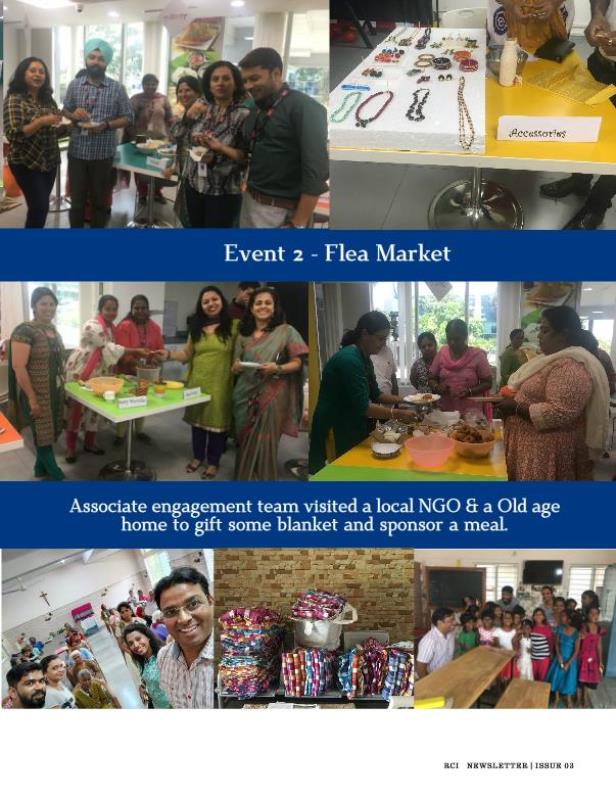 Accessories
Event 2 - Flea Market
Associate engagement team visited a local NGO & a Old age
home to gift some blanket and sponsor a meal.
RCI NEWSLETTER | ISSUE 03